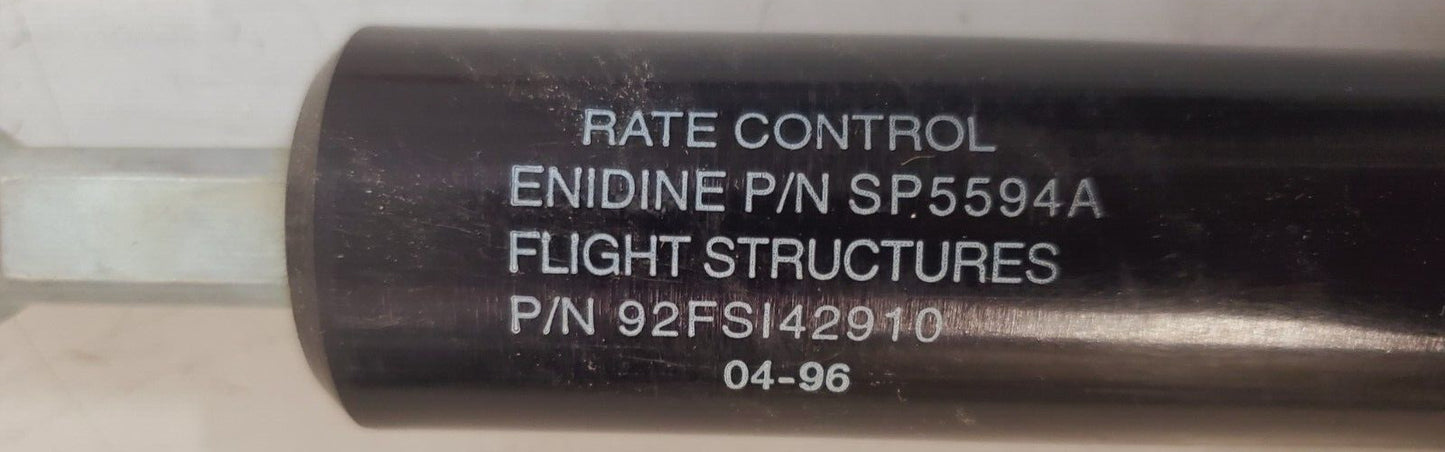 RATE CONTROL
ENIDINE P/N SP5594A
FLIGHT STRUCTURES
P/N 92FSI42910
04-96